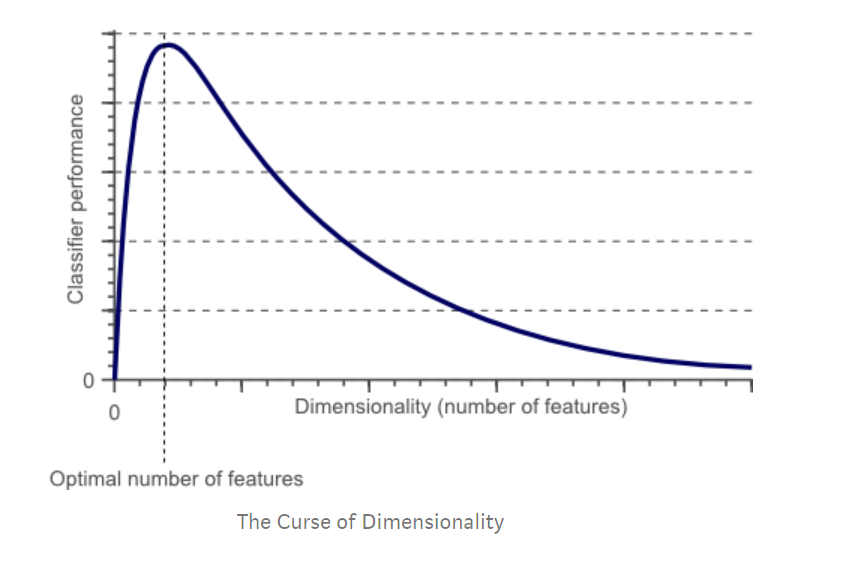 Classifier performance
0
0
Dimensionality (number of features)
Optimal number of features
The Curse of Dimensionality